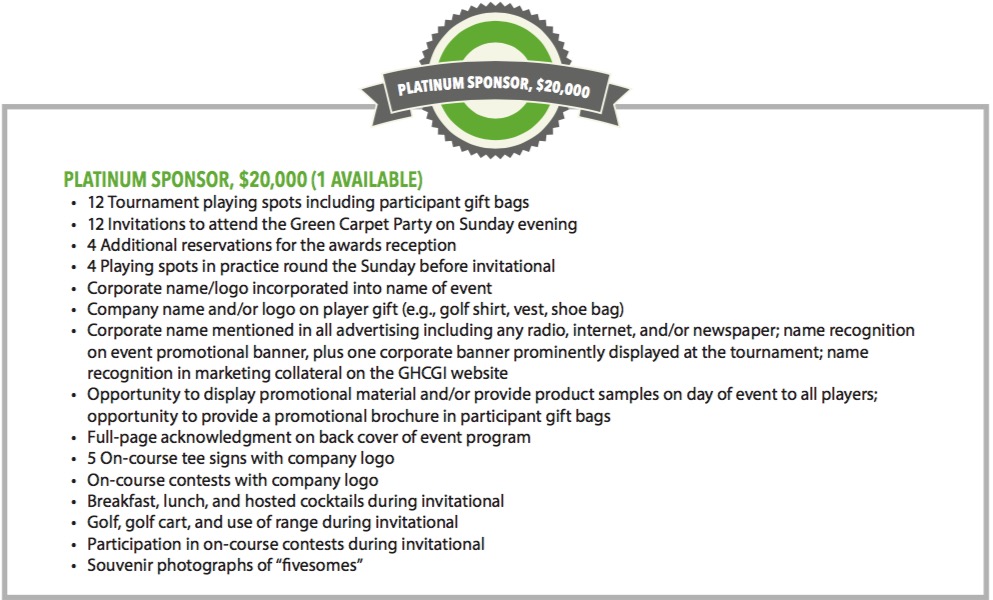 PLATINUM SPONSOR, $20,000
PLATINUM SPONSOR, $20,000 (1 AVAILABLE)
• 12 Tournament playing spots including participant gift bags
• 12 Invitations to attend the Green Carpet Party on Sunday evening
• 4 Additional reservations for the awards reception
• 4 Playing spots in practice round the Sunday before invitational
• Corporate name/logo incorporated into name of event
• Company name and/or logo on player gift (e.g., golf shirt, vest, shoe bag)
• Corporate name mentioned in all advertising including any radio, internet, and/or newspaper; name recognition
on event promotional banner, plus one corporate banner prominently displayed at the tournament; name
recognition in marketing collateral on the GHCGI website
• Opportunity to display promotional material and/or provide product samples on day of event to all players;
opportunity to provide a promotional brochure in participant gift bags
• Full-page acknowledgment on back cover of event program
• 5 On-course tee signs with company logo
• On-course contests with company logo
• Breakfast, lunch, and hosted cocktails during invitational
• Golf, golf cart, and use of range during invitational
• Participation in on-course contests during invitational
• Souvenir photographs of “fivesomes”